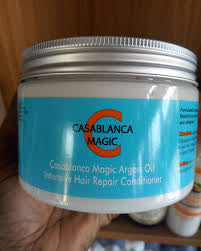 CASABLANCA
MAGIC
Casablanca Magic Argan Oil
Intensive Hair Repair Conditioner